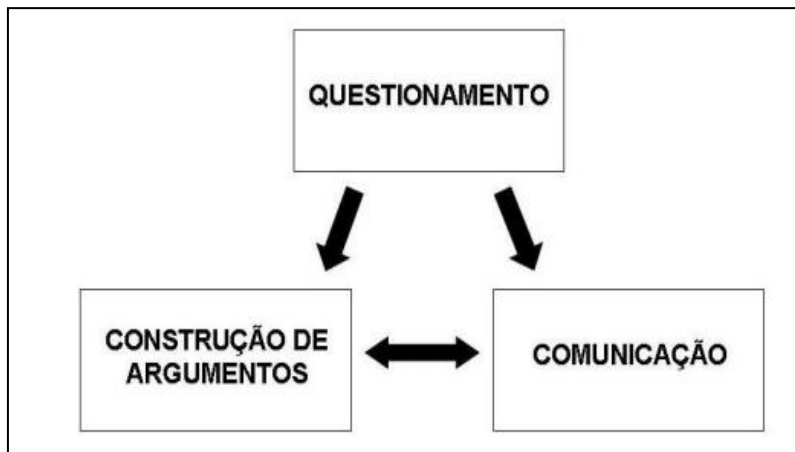 QUESTIONAMENTO
CONSTRUÇÃO DE
ARGUMENTOS
COMUNICAÇÃO